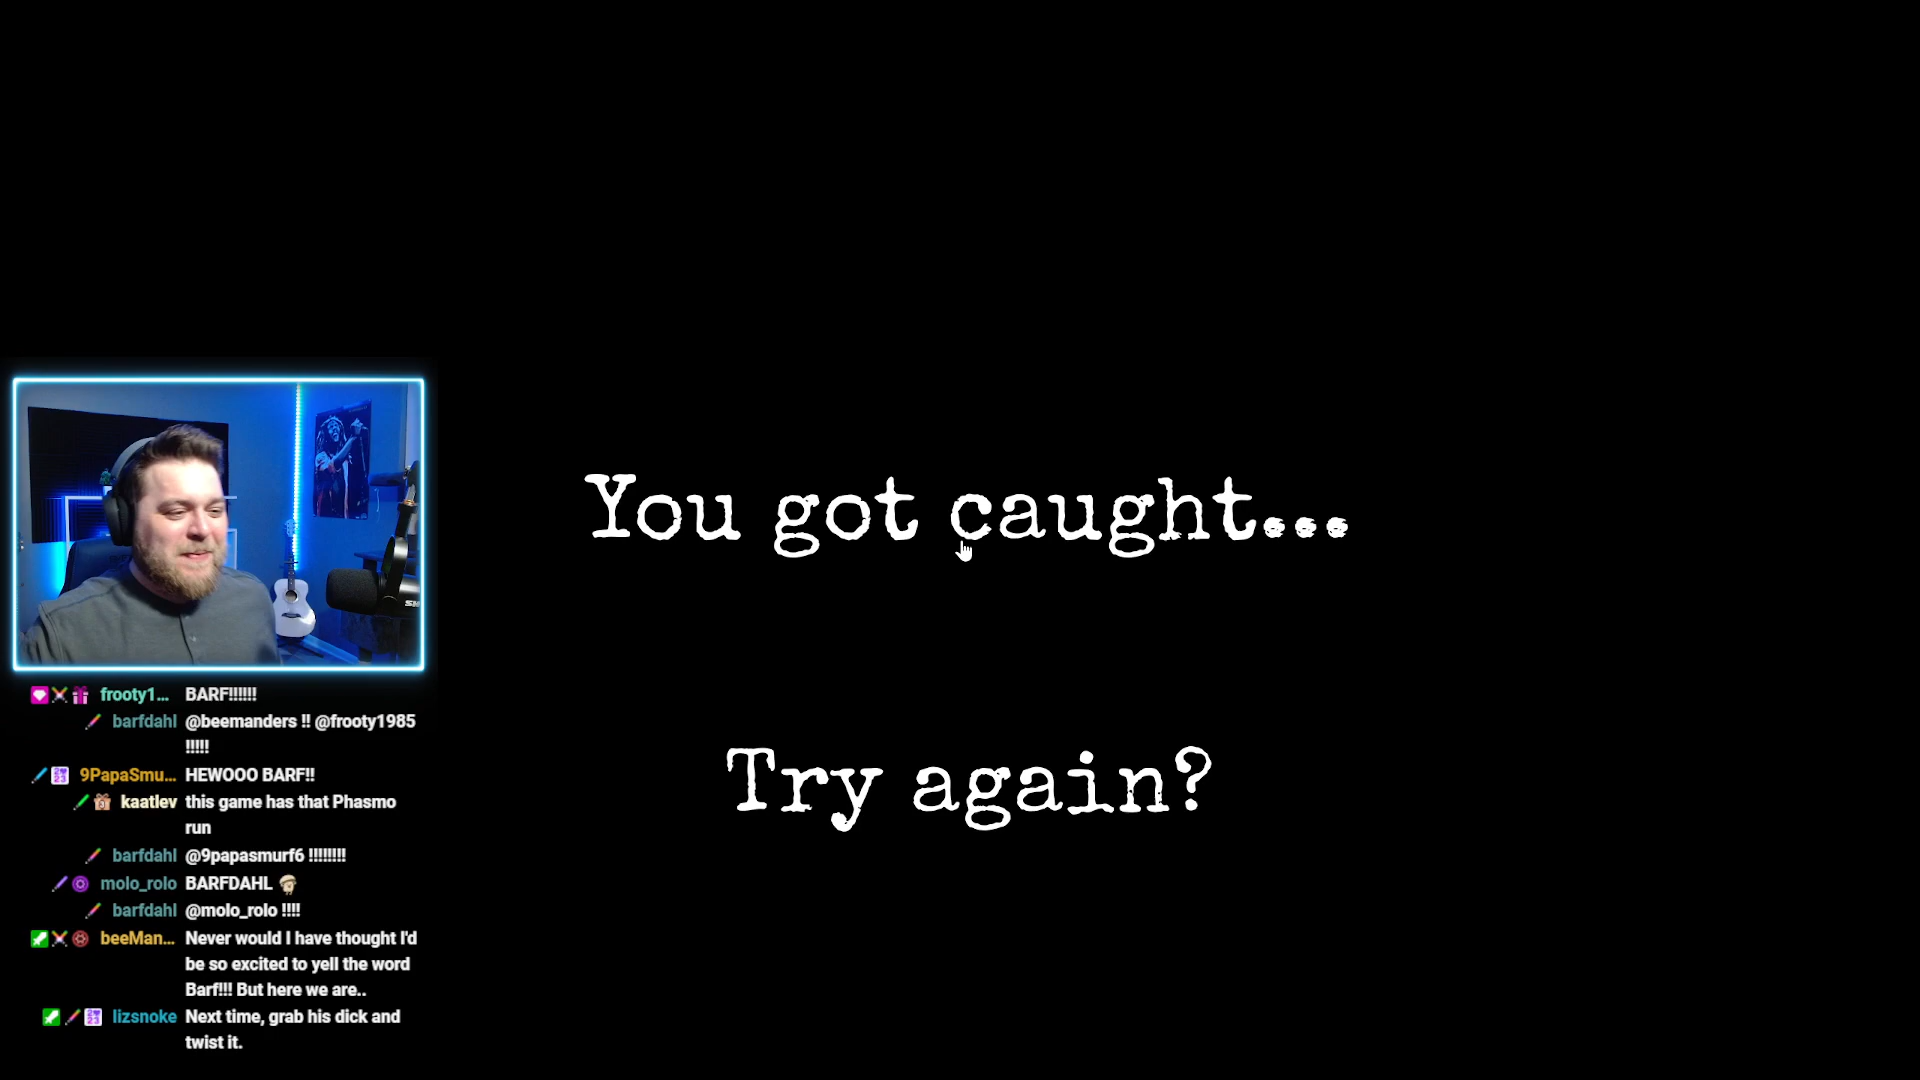 You got caught...
Try again?
frooty1... BARF!!!!!!
barfdahl @beemanders !! @frooty1985
!!!!!
9PapaSmu... HEWOOO BARF!!
kaatlev this game has that Phasmo
run
barfdahl @9papasmurf6 !!!!!!!!
molo_rolo BARFDAHL
barfdahl @molo_rolo !!!!
beeMan... Never would I have thought I'd
be so excited to yell the word
Barf!!! But here we are..
lizsnoke Next time, grab his dick and
twist it.